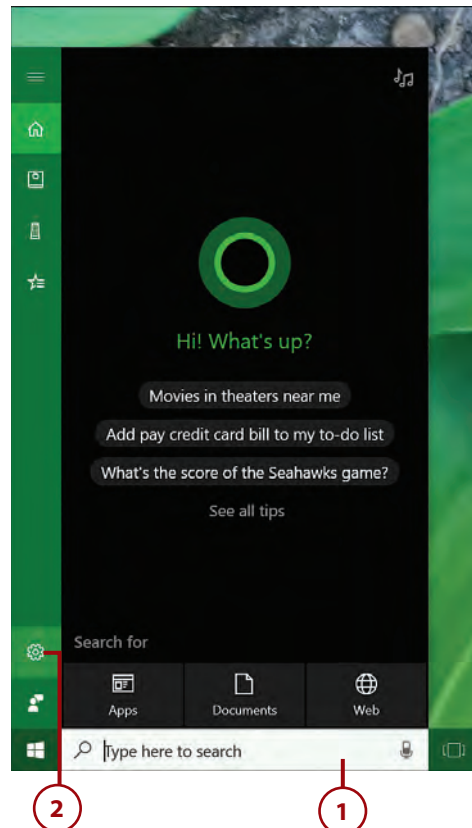 Hi! What's up?
Movies in theaters near me
Add pay credit card bill to my to-do list
What's the score of the Seahawks game?
See all tips
Search for
Apps Documents Web
Type here to search
2 1